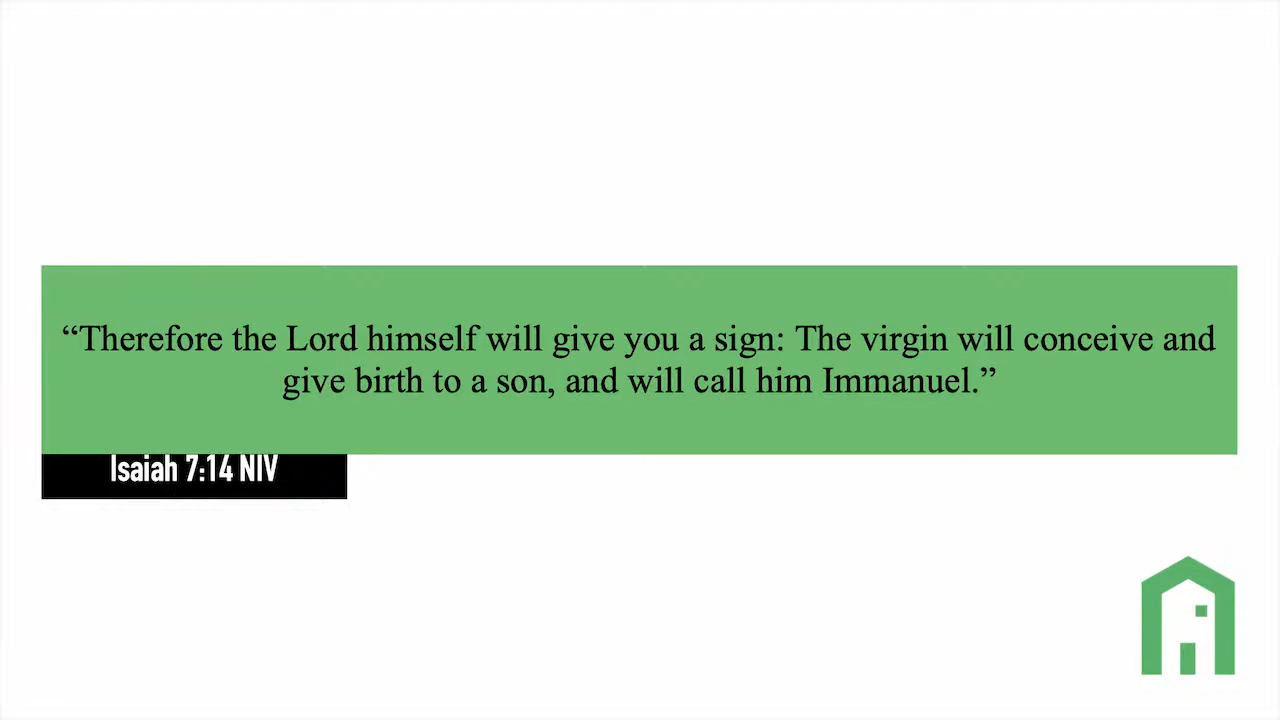 “Therefore the Lord himself will give you a sign: The virgin will conceive and
give birth to a son, and will call him Immanuel.”
Isaiah 7:14 NIV